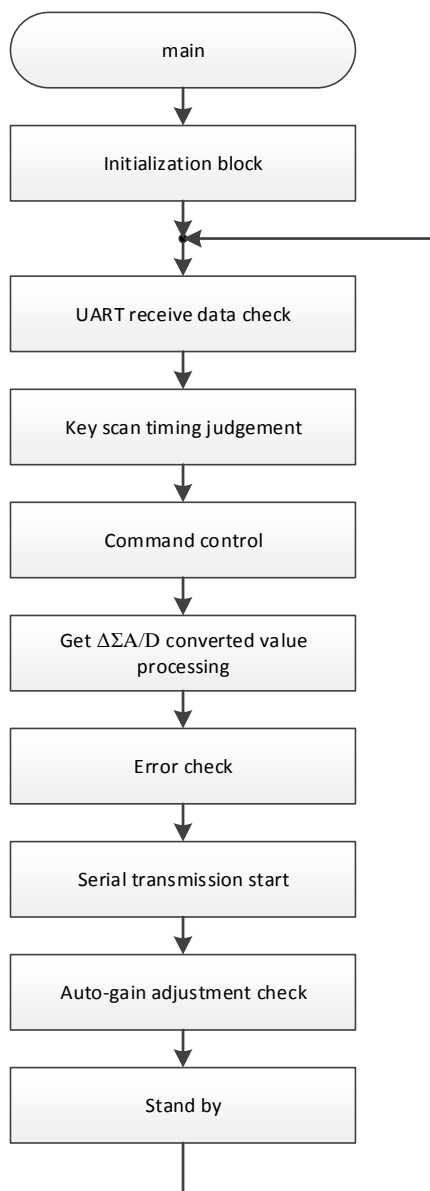 main
Initialization block
UART receive data check
Key scan timing judgement
Command control
Get ΔΣA/D converted value
processing
Error check
Serial transmission start
Auto-gain adjustment check
Stand by